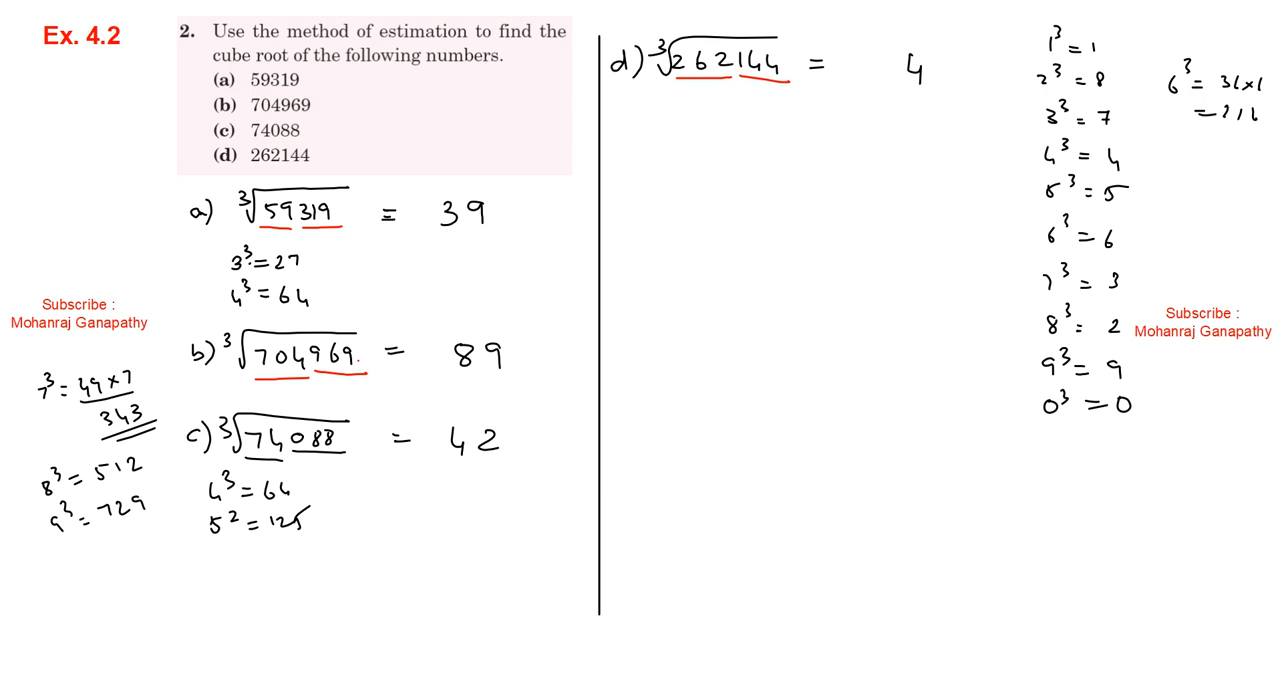 Ex. 4.2
2. Use the method of estimation to find the
cube root of the following numbers.
(a) 59319
(b) 704969
(c) 74088
(d) 262144
a) ∛59319 = 39
3³ = 27
4³ = 64
Subscribe :
Mohanraj Ganapathy
b) ∛704969. = 89
7³ = 49 × 7
343
8³ = 512
9³ = 729
c) ∛74088 = 42
4³ = 64
5² = 125
d) ∛262144 = 4
1³ = 1
2³ = 8
3³ = 7
4³ = 4
5³ = 5
6³ = 6
7³ = 3
8³ = 2
9³ = 9
0³ = 0
6³ = 36 × 6
= 216
Subscribe :
Mohanraj Ganapathy